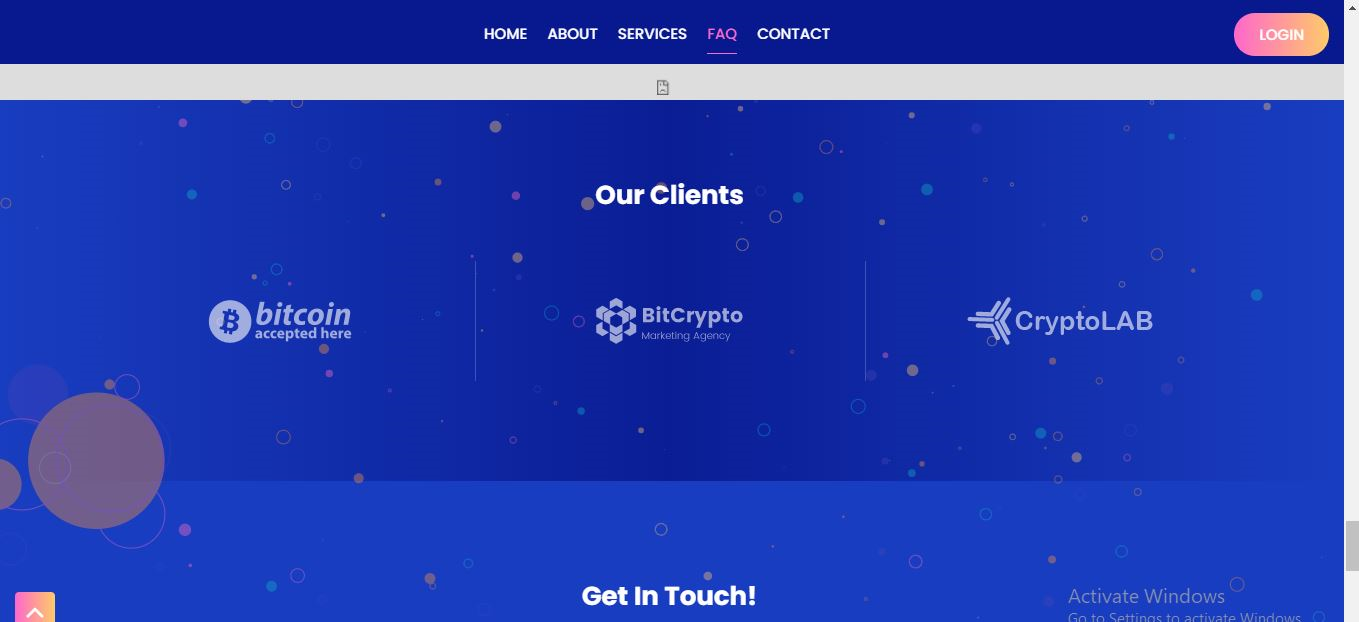 HOME ABOUT SERVICES FAQ CONTACT LOGIN
Our Clients
bitcoin
accepted here
BitCrypto
Marketing Agency
CryptoLAB
Get In Touch!
Activate Windows
Go to Settings to activate Windows.